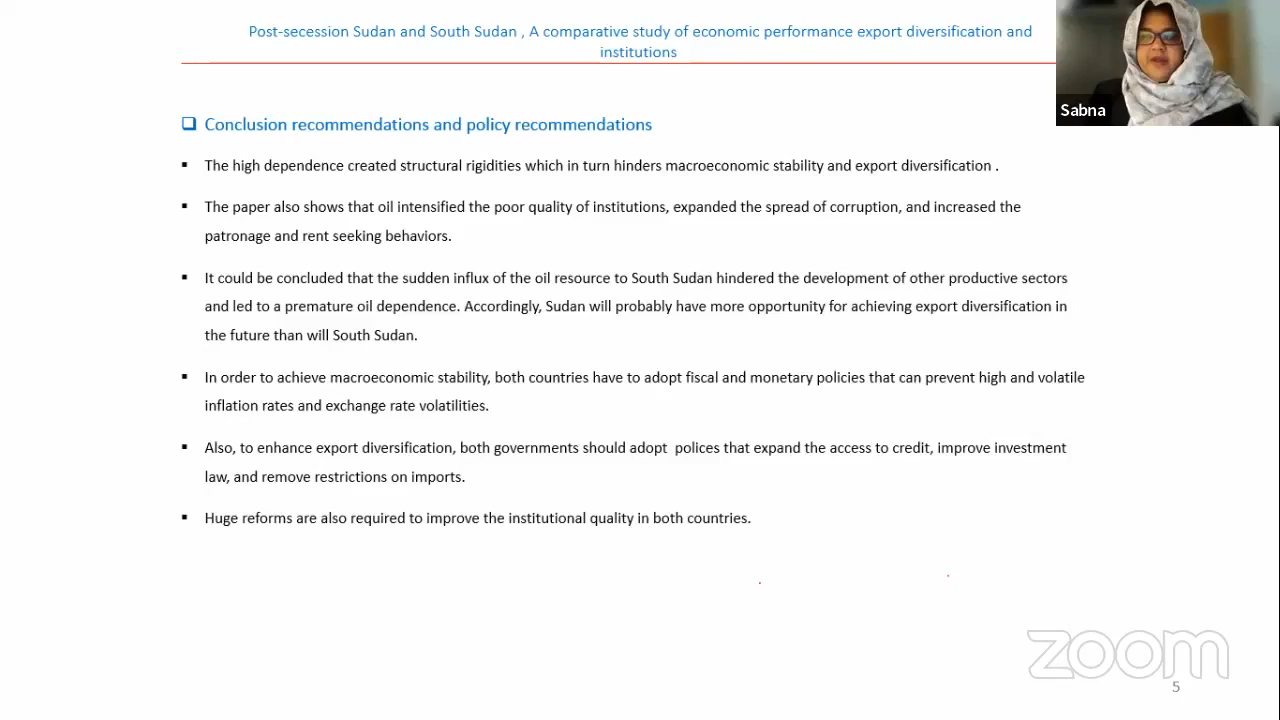 Post-secession Sudan and South Sudan , A comparative study of economic performance export diversification and
institutions
Sabna
Conclusion recommendations and policy recommendations
The high dependence created structural rigidities which in turn hinders macroeconomic stability and export diversification .
The paper also shows that oil intensified the poor quality of institutions, expanded the spread of corruption, and increased the
patronage and rent seeking behaviors.
It could be concluded that the sudden influx of the oil resource to South Sudan hindered the development of other productive sectors
and led to a premature oil dependence. Accordingly, Sudan will probably have more opportunity for achieving export diversification in
the future than will South Sudan.
In order to achieve macroeconomic stability, both countries have to adopt fiscal and monetary policies that can prevent high and volatile
inflation rates and exchange rate volatilities.
Also, to enhance export diversification, both governments should adopt  polices that expand the access to credit, improve investment
law, and remove restrictions on imports.
Huge reforms are also required to improve the institutional quality in both countries.
zoom
5